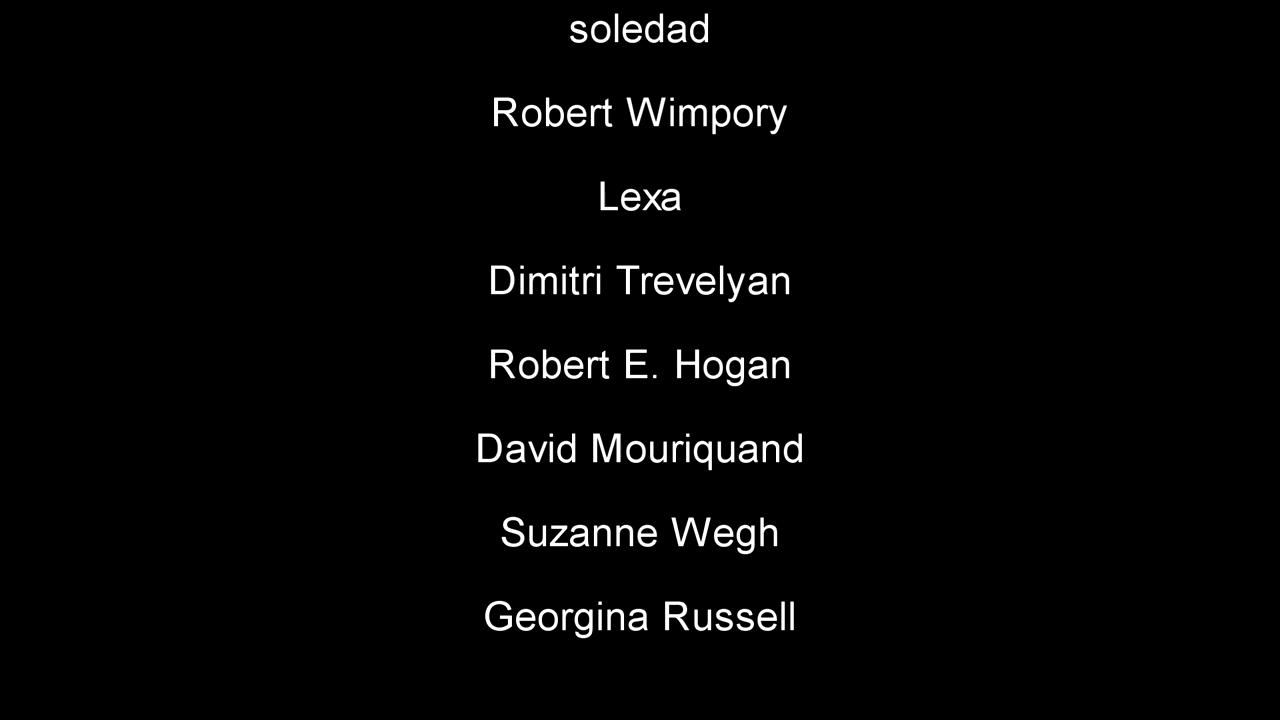 soledad
Robert Wimpory
Lexa
Dimitri Trevelyan
Robert E. Hogan
David Mouriquand
Suzanne Wegh
Georgina Russell